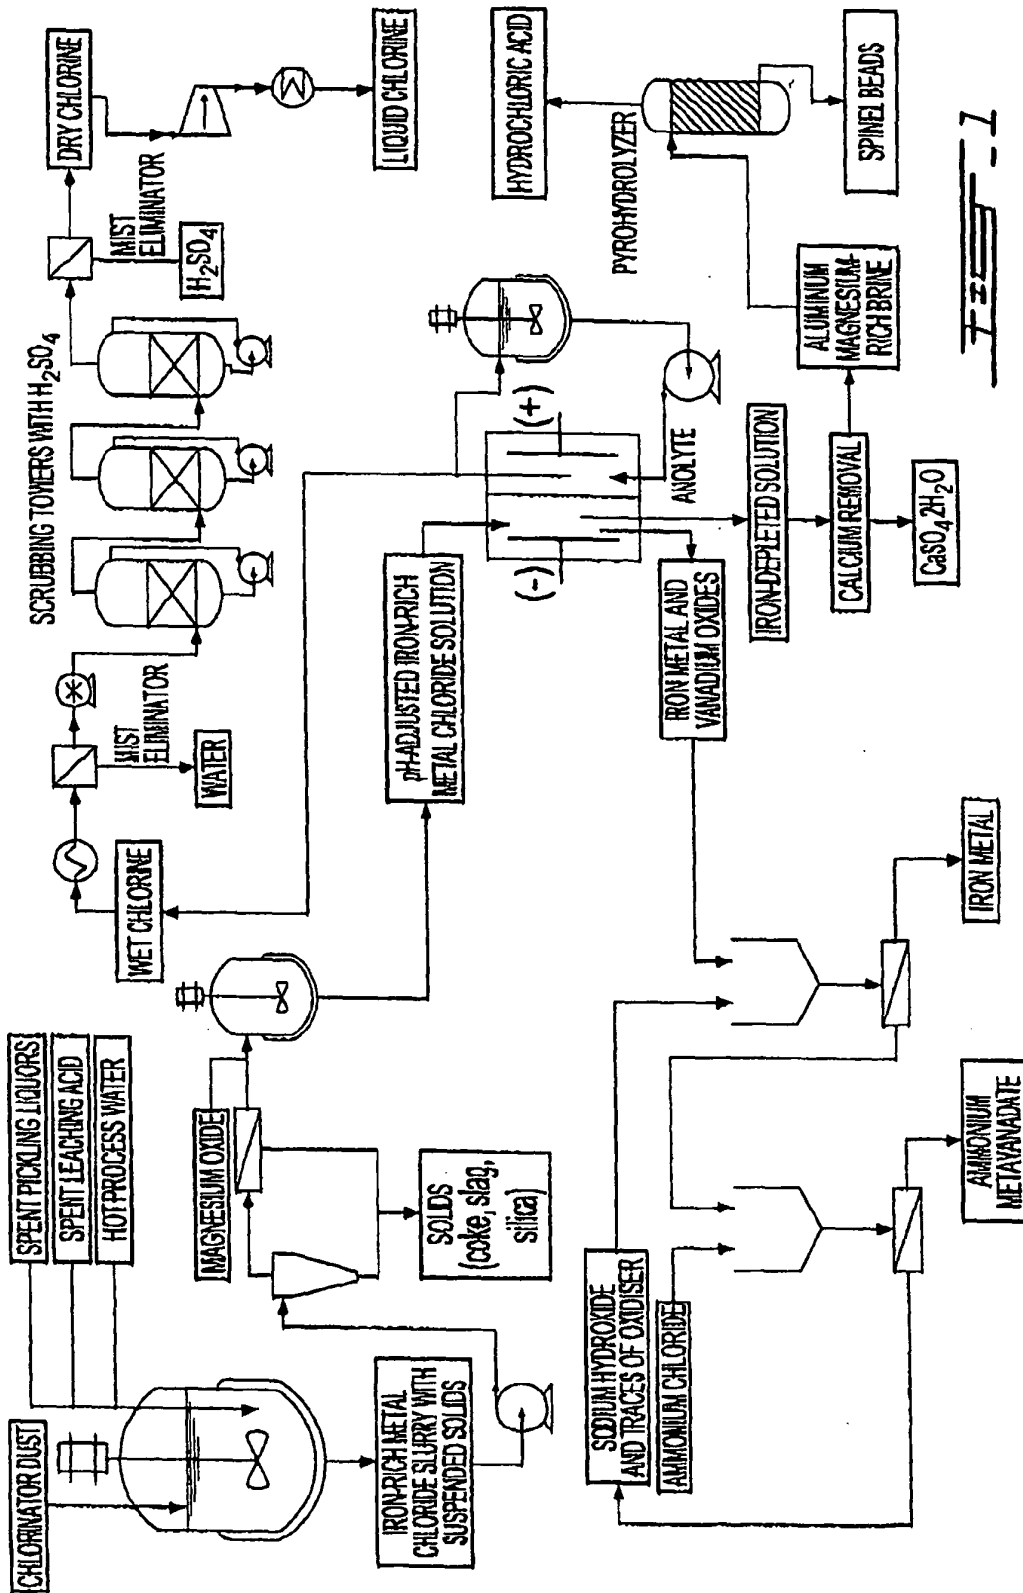 CHLORINATOR DUST
SPENT PICKLING LIQUORS
SPENT LEACHING ACID
HOT PROCESS WATER
IRON-RICH METAL
CHLORIDE SLURRY WITH
SUSPENDED SOLIDS
MAGNESIUM OXIDE
SOLIDS
(coke, slag,
silica)
WET CHLORINE
MIST
ELIMINATOR
WATER
SCRUBBING TOWERS WITH H2SO4
MIST
ELIMINATOR
H2SO4
DRY CHLORINE
LIQUID CHLORINE
pH-ADJUSTED IRON-RICH
METAL CHLORIDE SOLUTION
(-)
(+)
ANOLYTE
IRON METAL AND
VANADIUM OXIDES
IRON-DEPLETED SOLUTION
CALCIUM REMOVAL
CaSO4 2H2O
ALUMINUM
MAGNESIUM-
RICH BRINE
PYROHYDROLYZER
HYDROCHLORIC ACID
SPINEL BEADS
SODIUM HYDROXIDE
AND TRACES OF OXIDISER
AMMONIUM CHLORIDE
AMMONIUM
METAVANADATE
IRON METAL
FIG - 1